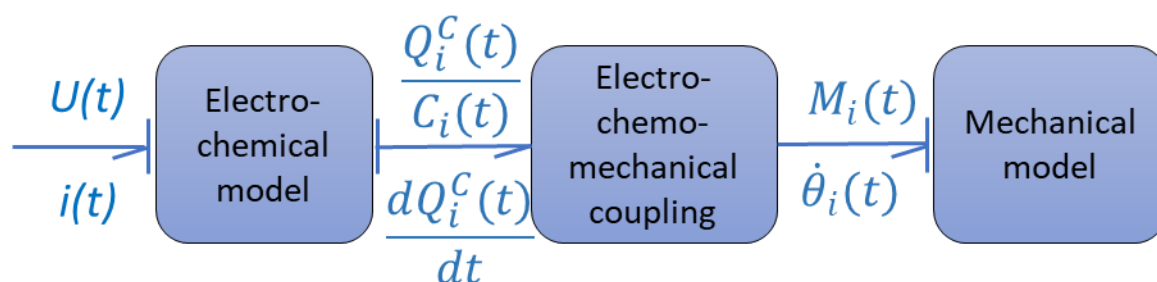 U(t)
i(t)
Electro-
chemical
model
Q_i^C(t)
C_i(t)
dQ_i^C(t)
dt
Electro-
chemo-
mechanical
coupling
M_i(t)
θ̇_i(t)
Mechanical
model